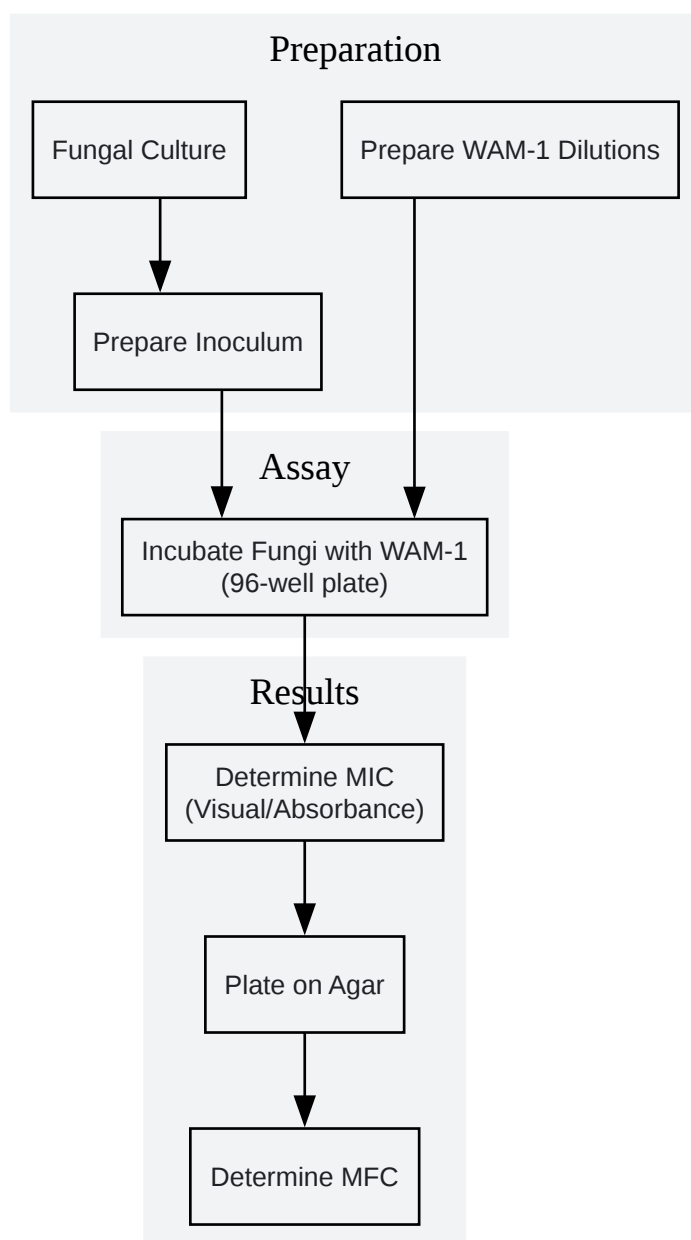 Preparation
Fungal Culture
Prepare WAM-1 Dilutions
Prepare Inoculum
Assay
Incubate Fungi with WAM-1
(96-well plate)
Results
Determine MIC
(Visual/Absorbance)
Plate on Agar
Determine MFC